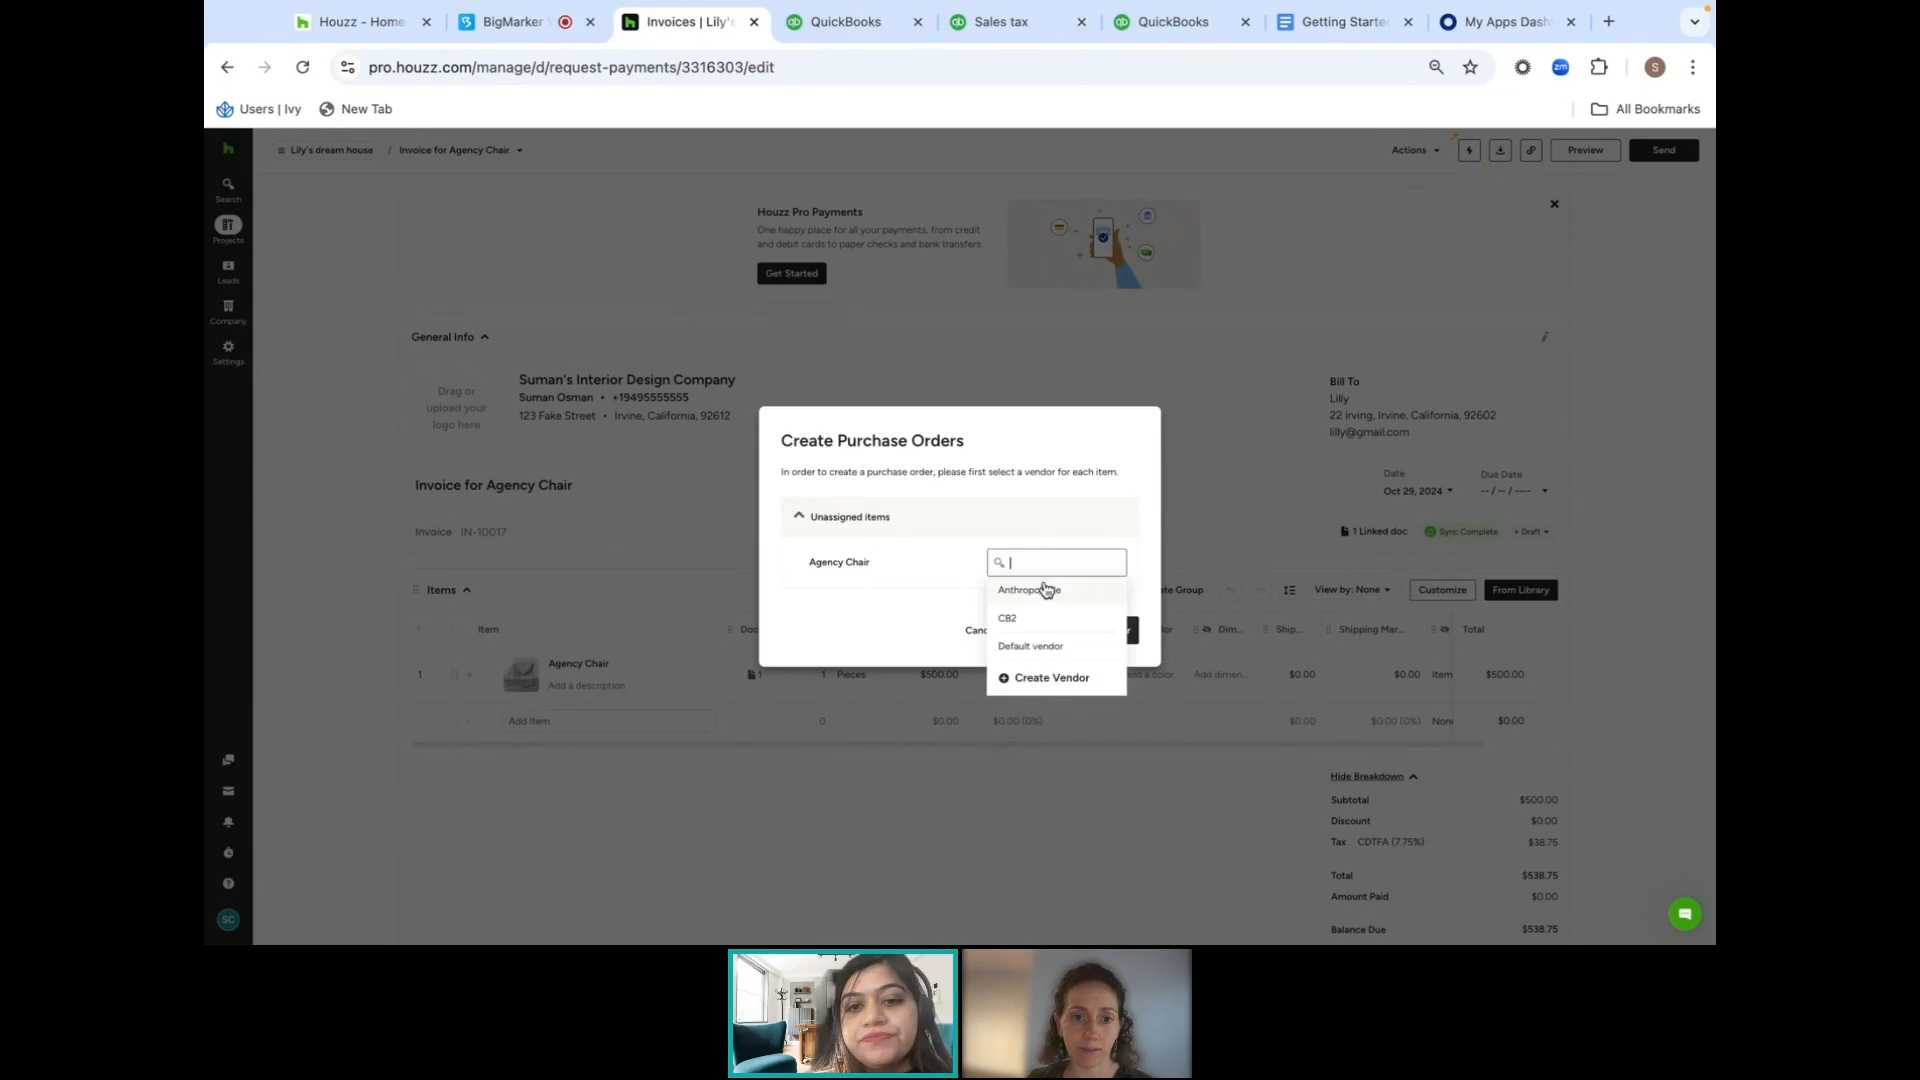 Houzz - Home
BigMarker
Invoices | Lily's
QuickBooks
Sales tax
QuickBooks
Getting Starte
My Apps Dash
pro.houzz.com/manage/d/request-payments/3316303/edit
zm
S
Users | Ivy
New Tab
All Bookmarks
Lily's dream house / Invoice for Agency Chair
Actions
Preview
Send
Search
Projects
Leads
Company
Settings
SC
Houzz Pro Payments
One happy place for all your payments, from credit
and debit cards to paper checks and bank transfers.
Get Started
General Info
Drag or
upload your
logo here
Suman's Interior Design Company
Suman Osman • +19495555555
123 Fake Street • Irvine, California, 92612
Bill To
Lilly
22 irving, Irvine, California, 92602
lilly@gmail.com
Invoice for Agency Chair
Date
Oct 29, 2024
Due Date
-- / -- / ----
Invoice IN-10017
1 Linked doc
Sync Complete
• Draft
Create Purchase Orders
In order to create a purchase order, please first select a vendor for each item.
Unassigned items
Agency Chair
CB2
Default vendor
Create Vendor
Items
Group
View by: None
Customize
From Library
Item
Dim...
Ship...
Shipping Mar...
Total
1
Agency Chair
Add a description
1
1 Pieces
$500.00
Add dimen...
$0.00
$0.00
Item
$500.00
Add Item
0
$0.00
$0.00 (0%)
$0.00
$0.00 (0%)
$0.00
Hide Breakdown
Subtotal $500.00
Discount $0.00
Tax CDTFA (7.75%) $38.75
Total $538.75
Amount Paid $0.00
Balance Due $538.75